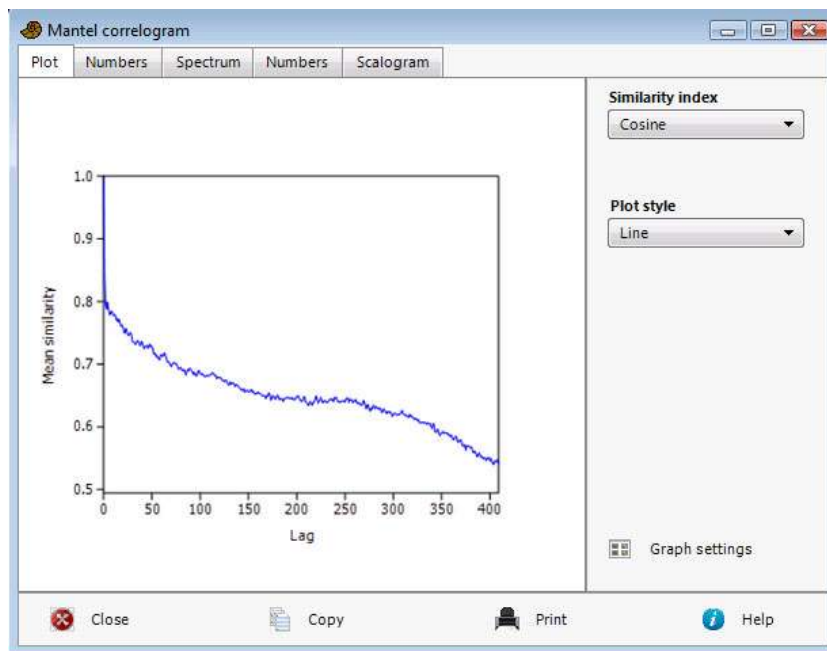 Mantel correlogram
Plot Numbers Spectrum Numbers Scalogram
Similarity index
Cosine
Plot style
Line
1.0
0.9
0.8
0.7
0.6
0.5
Mean similarity
0 50 100 150 200 250 300 350 400
Lag
Graph settings
Close Copy Print Help